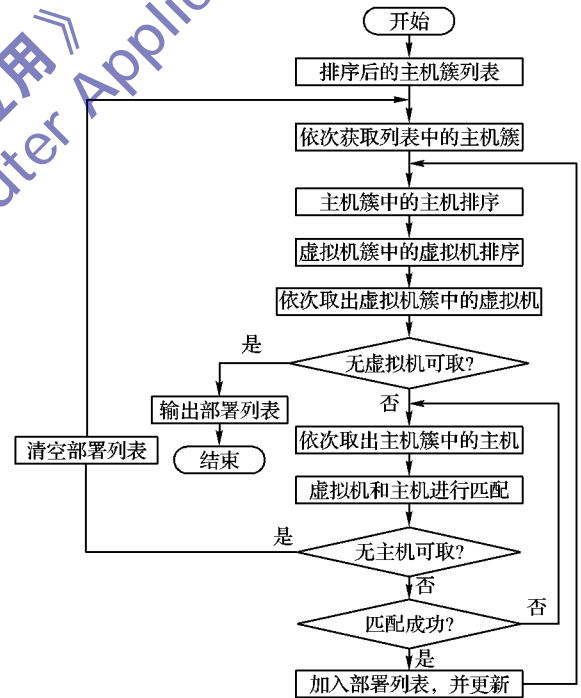 开始
排序后的主机簇列表
依次获取列表中的主机簇
主机簇中的主机排序
虚拟机簇中的虚拟机排序
依次取出虚拟机簇中的虚拟机
无虚拟机可取?
是
否
输出部署列表
结束
依次取出主机簇中的主机
清空部署列表
虚拟机和主机进行匹配
无主机可取?
是
否
匹配成功?
否
是
加入部署列表，并更新
用》
uter Applic